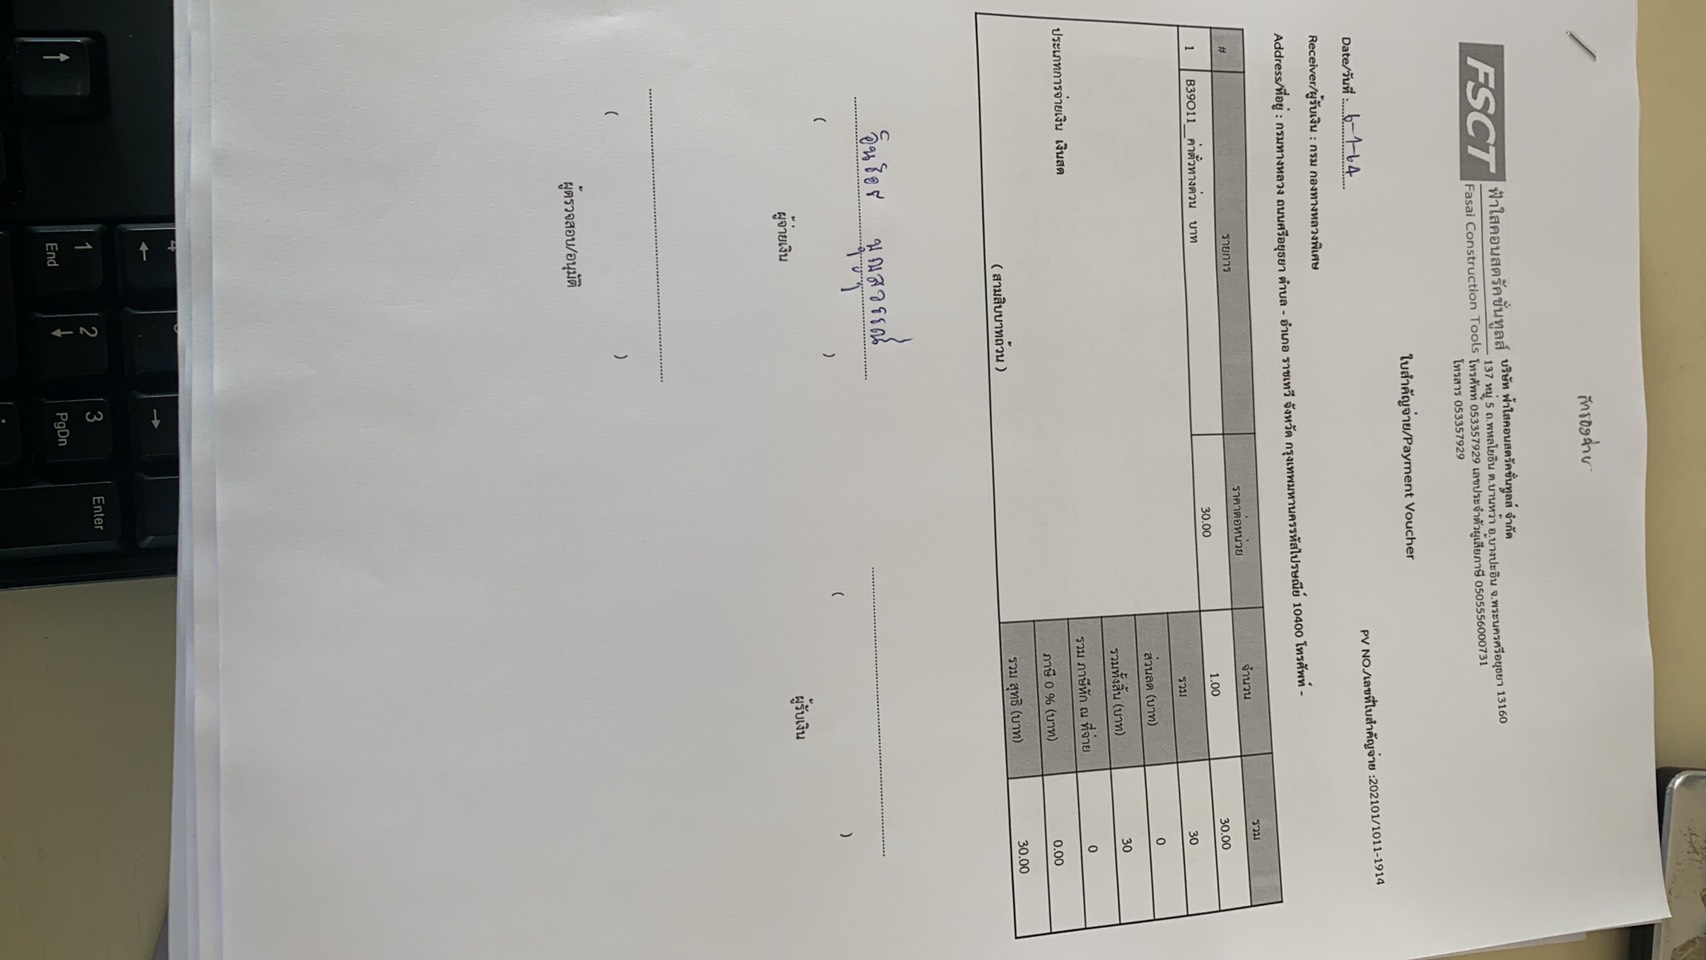 สำรองจ่าย
FSCT
ฟ้าใสคอนสตรัคชั่นทูลส์
Fasai Construction Tools
บริษัท ฟ้าใสคอนสตรัคชั่นทูลส์ จำกัด
137 หมู่ 5 ถ.พหลโยธิน ต.บานหว้า อ.บางปะอิน จ.พระนครศรีอยุธยา 13160
โทรศัพท์ 053357929 เลขประจำตัวผู้เสียภาษี 0505556000731
โทรสาร 053357929
ใบสำคัญจ่าย/Payment Voucher
PV NO./เลขที่ใบสำคัญจ่าย :202101/1011-1914
Date/วันที่ : 6-1-64
Receiver/ผู้รับเงิน : กรม กองทางหลวงพิเศษ
Address/ที่อยู่ : กรมทางหลวง ถนนศรีอยุธยา ตำบล - อำเภอ ราชเทวี จังหวัด กรุงเทพมหานครรหัสไปรษณีย์ 10400 โทรศัพท์ -
# รายการ ราคาต่อหน่วย จำนวน รวม
1 B39O11__ค่าตั๋วทางด่วน บาท 30.00 1.00 30.00
รวม 30
ส่วนลด (บาท) 0
รวมทั้งสิ้น (บาท) 30
รวม ภาษีหัก ณ ที่จ่าย 0
ภาษี 0 % (บาท) 0.00
รวม สุทธิ (บาท) 30.00
ประเภทการจ่ายเงิน เงินสด
( สามสิบบาทถ้วน )
( )
ผู้จ่ายเงิน
( )
ผู้รับเงิน
( )
ผู้ตรวจสอบ/อนุมัติ
1
End
2
3
PgDn
Enter